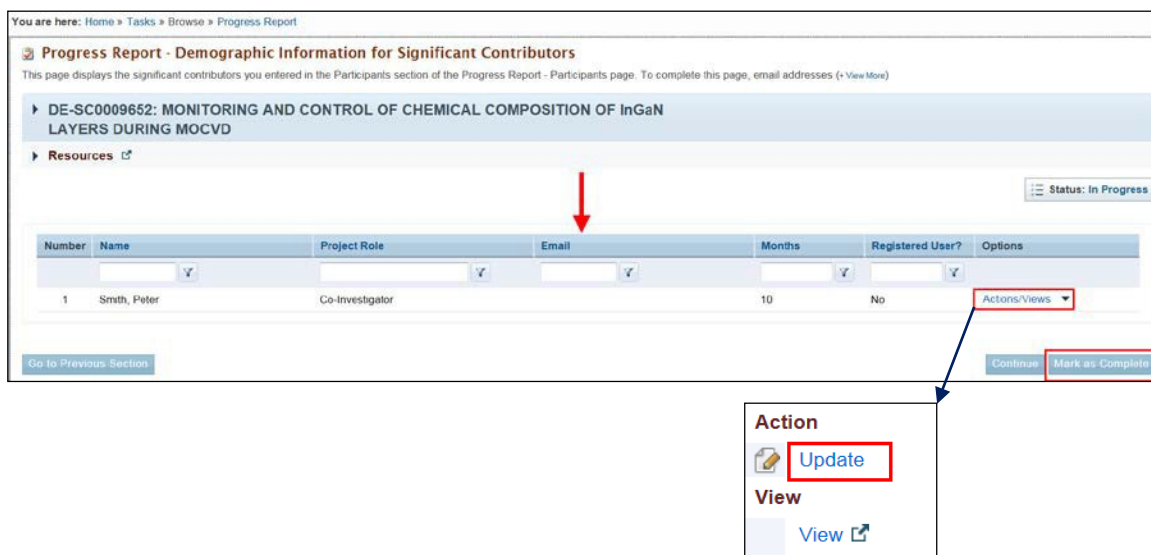 You are here: Home » Tasks » Browse » Progress Report
Progress Report - Demographic Information for Significant Contributors
This page displays the significant contributors you entered in the Participants section of the Progress Report - Participants page. To complete this page, email addresses (+ View More)
DE-SC0009652: MONITORING AND CONTROL OF CHEMICAL COMPOSITION OF InGaN
LAYERS DURING MOCVD
Resources
Status: In Progress
Number Name Project Role Email Months Registered User? Options
1 Smith, Peter Co-Investigator 10 No Actions/Views
Go to Previous Section Continue Mark as Complete
Action
Update
View
View